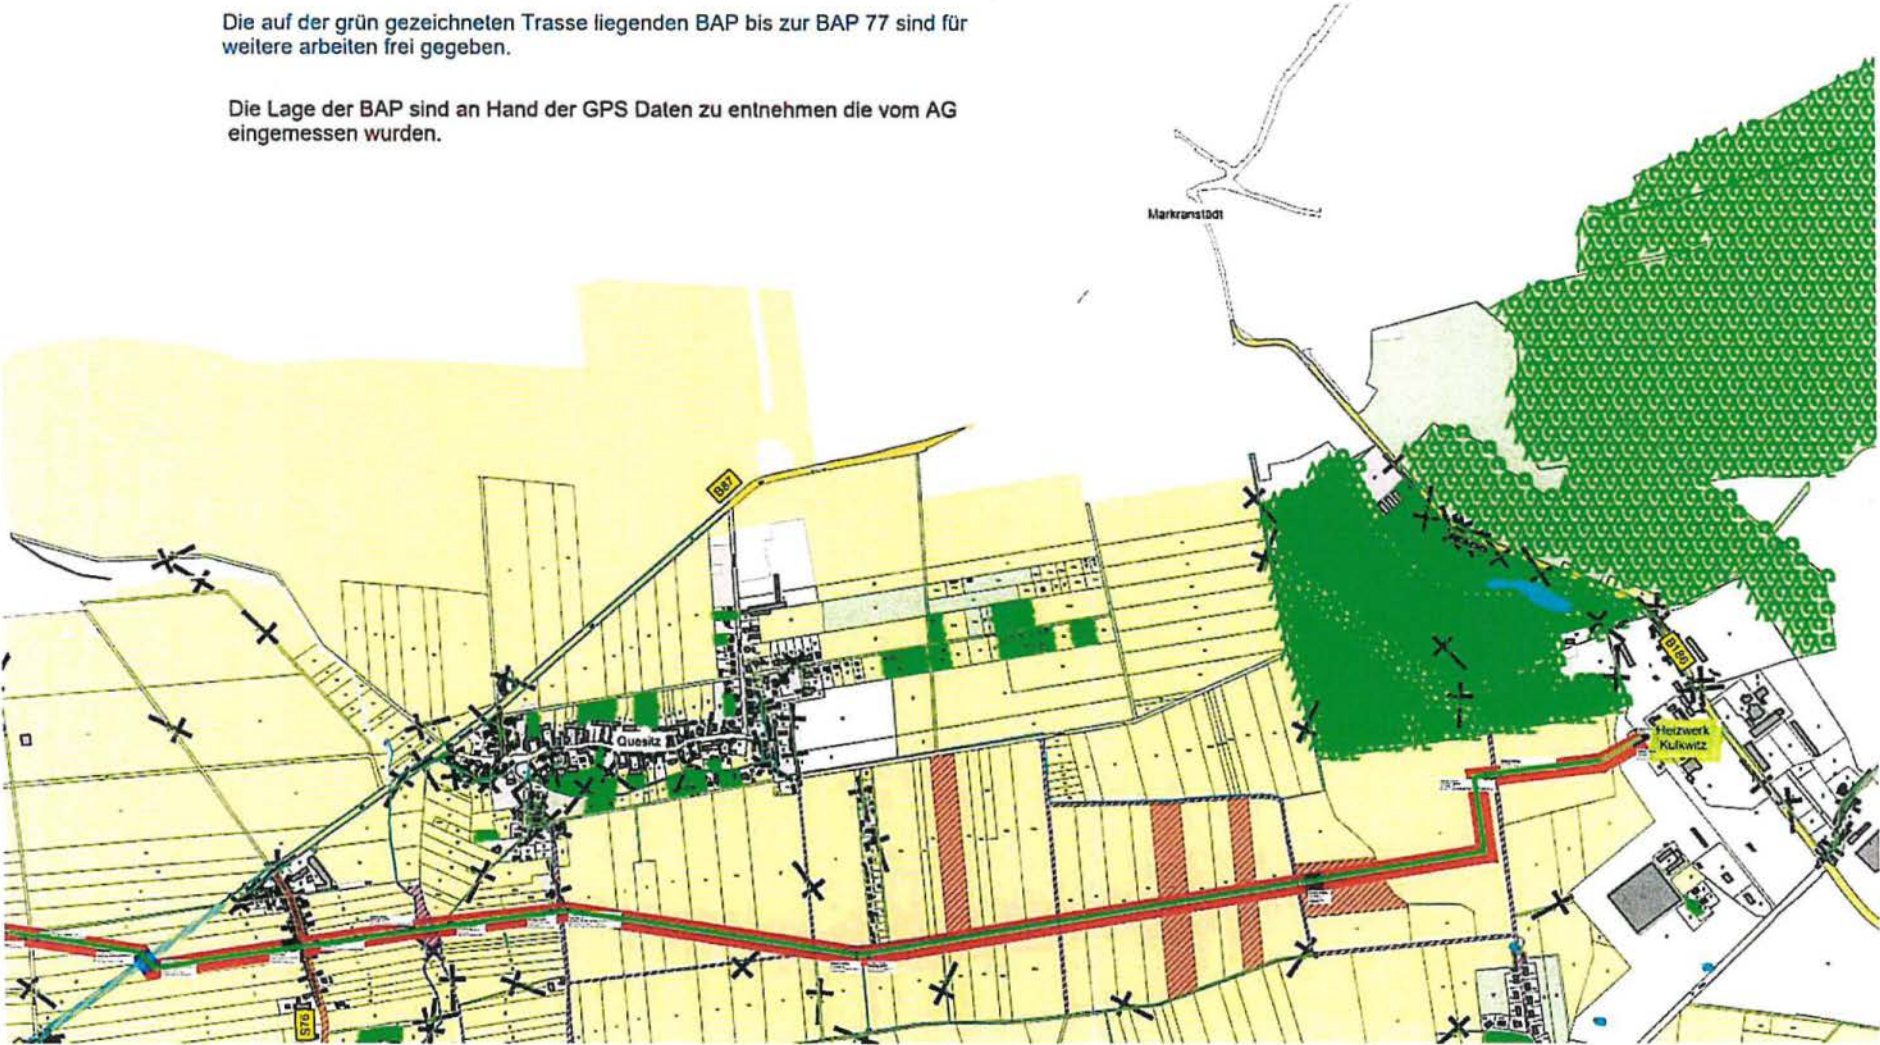 Die auf der grün gezeichneten Trasse liegenden BAP bis zur BAP 77 sind für
weitere arbeiten frei gegeben.
Die Lage der BAP sind an Hand der GPS Daten zu entnehmen die vom AG
eingemessen wurden.
Markranstädt
B87
B186
Quesitz
Heizwerk
Kulkwitz
S76